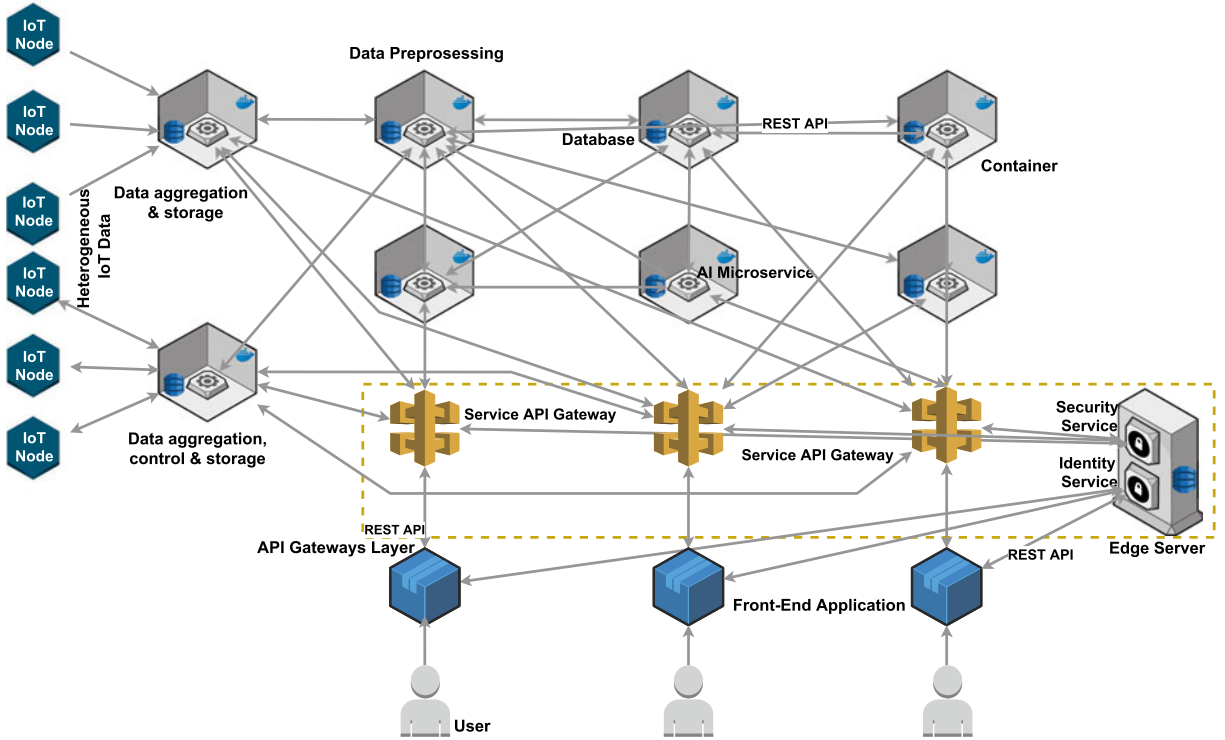 IoT
Node
IoT
Node
IoT
Node
IoT
Node
IoT
Node
IoT
Node
Heterogeneous
IoT Data
Data Preprosessing
Database
REST API
Container
Data aggregation
& storage
AI Microservice
Data aggregation,
control & storage
Service API Gateway
Service API Gateway
Security
Service
Identity
Service
REST API
API Gateways Layer
REST API
Edge Server
Front-End Application
User